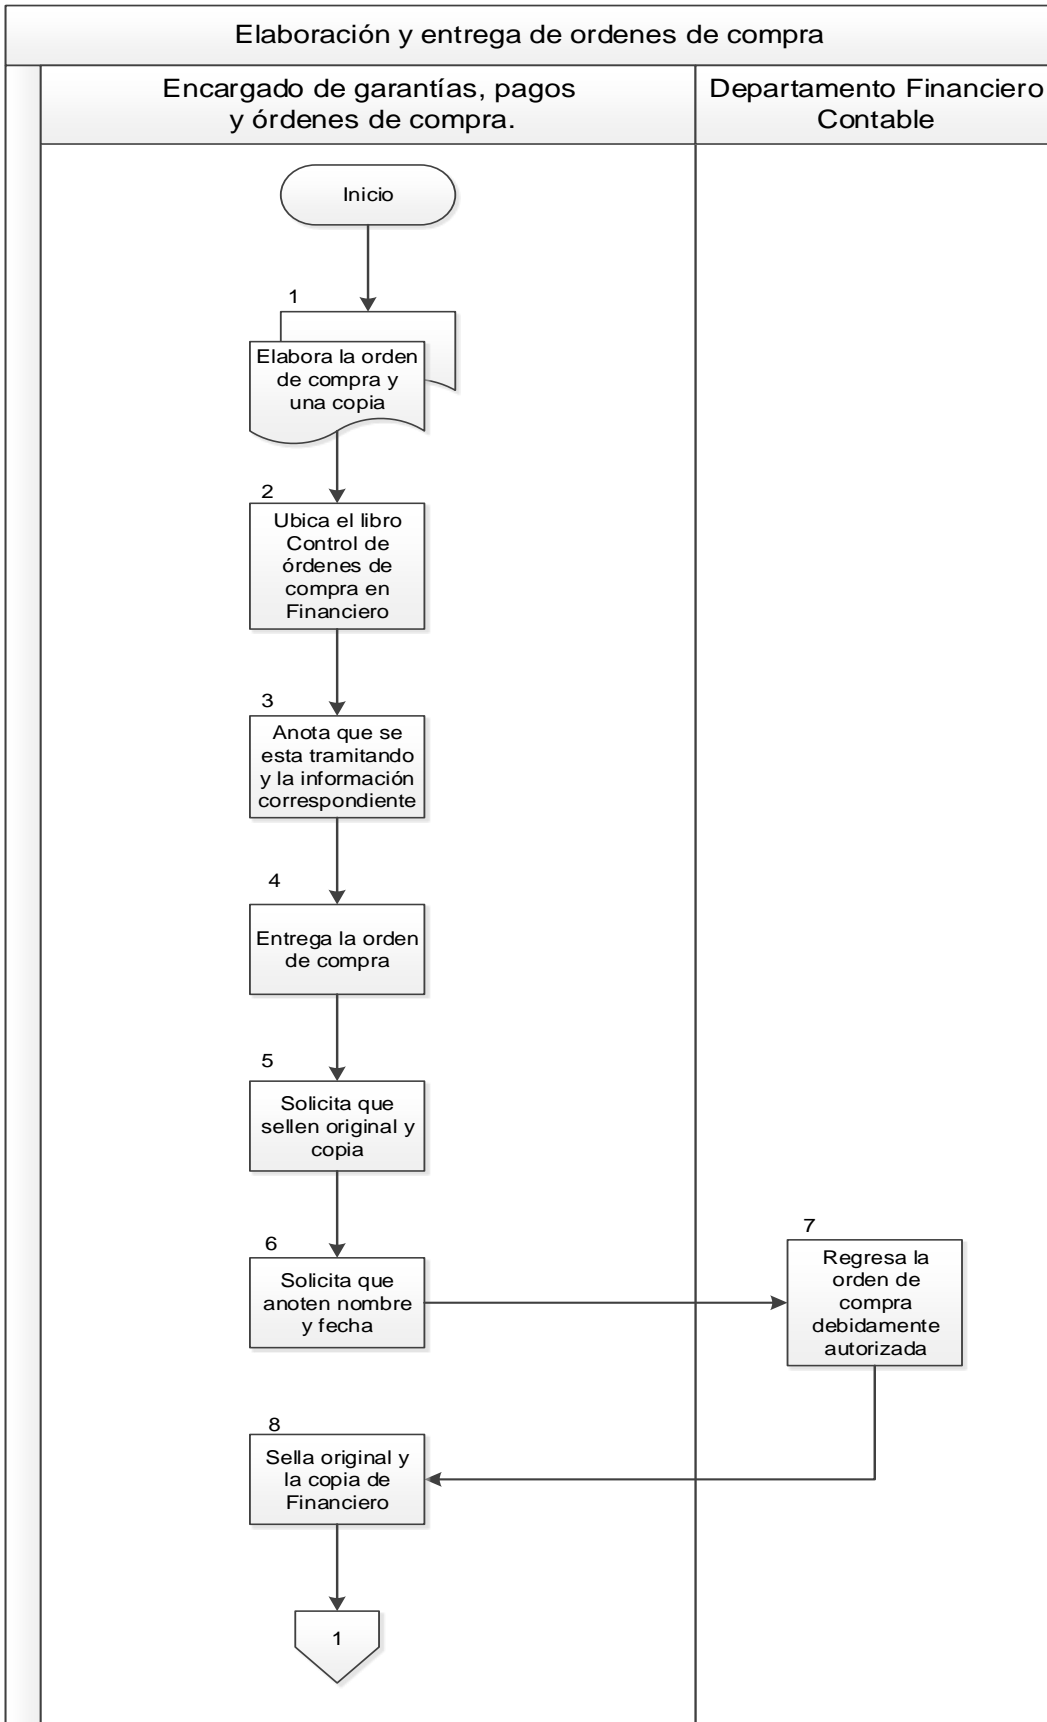 Elaboración y entrega de ordenes de compra
Encargado de garantías, pagos
y órdenes de compra.
Departamento Financiero
Contable
Inicio
1
Elabora la orden
de compra y
una copia
2
Ubica el libro
Control de
órdenes de
compra en
Financiero
3
Anota que se
esta tramitando
y la información
correspondiente
4
Entrega la orden
de compra
5
Solicita que
sellen original y
copia
6
Solicita que
anoten nombre
y fecha
7
Regresa la
orden de
compra
debidamente
autorizada
8
Sella original y
la copia de
Financiero
1